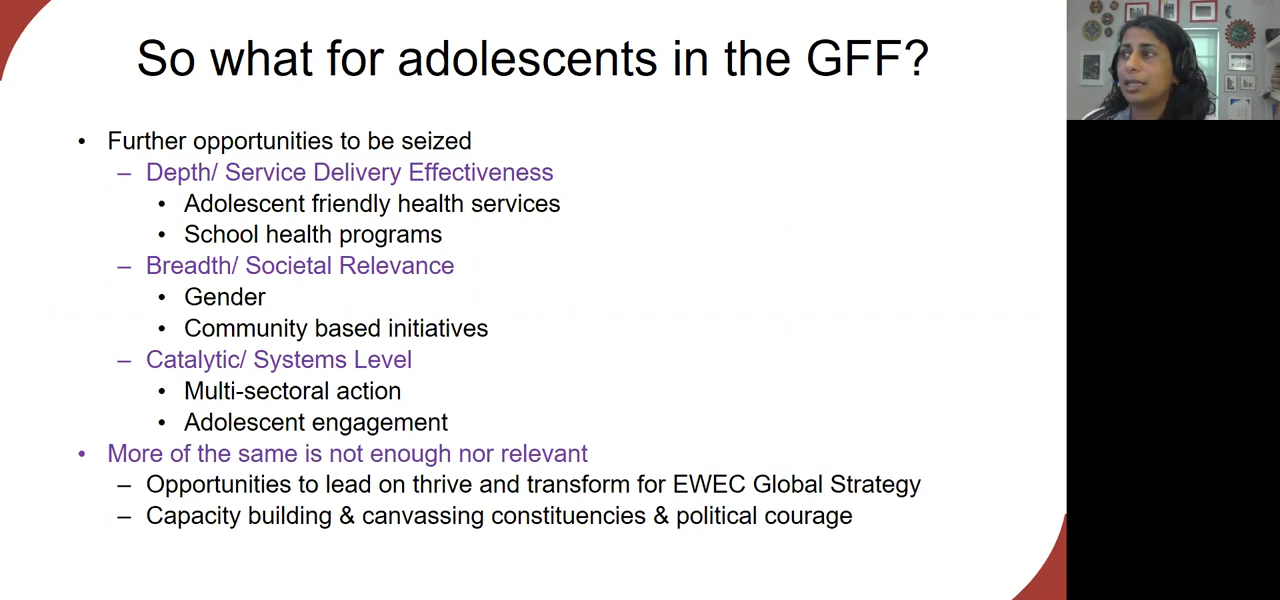 So what for adolescents in the GFF?
• Further opportunities to be seized
– Depth/ Service Delivery Effectiveness
• Adolescent friendly health services
• School health programs
– Breadth/ Societal Relevance
• Gender
• Community based initiatives
– Catalytic/ Systems Level
• Multi-sectoral action
• Adolescent engagement
• More of the same is not enough nor relevant
– Opportunities to lead on thrive and transform for EWEC Global Strategy
– Capacity building & canvassing constituencies & political courage